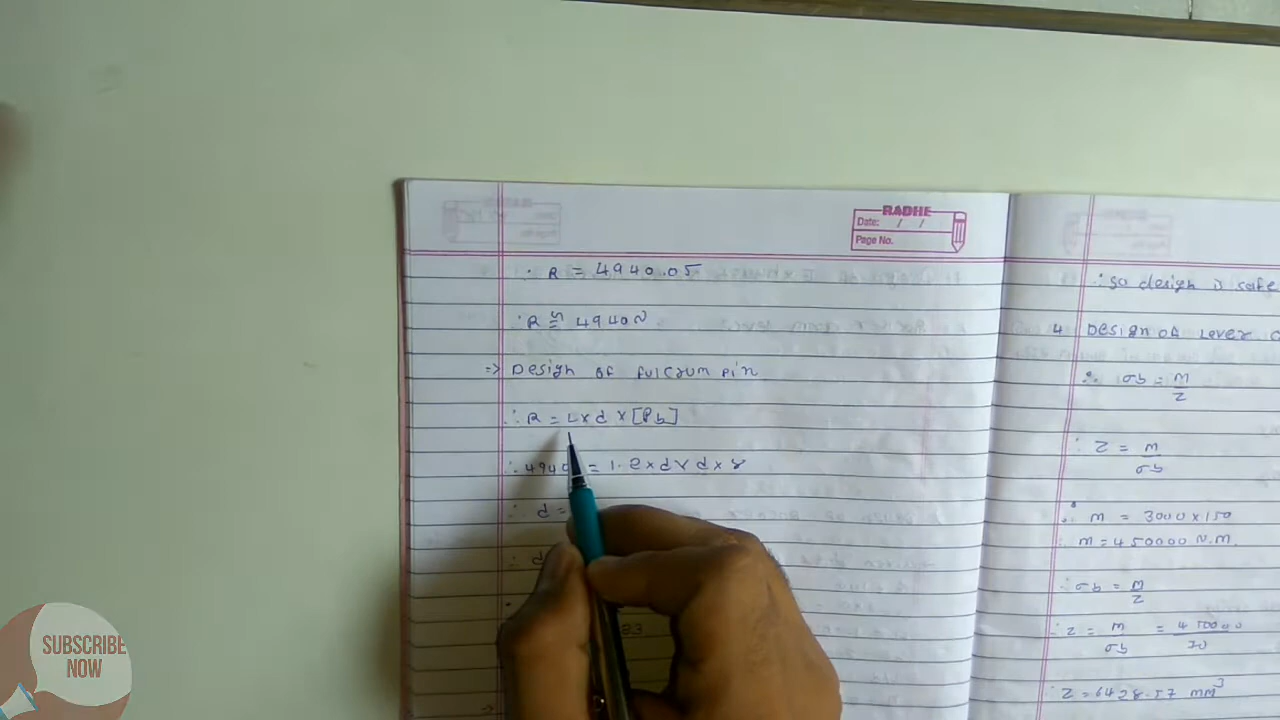 RADHE
Date: / /
Page No.
∴ R = 4940.05
∴ R ≅ 4940N
=> Design of fulcrum pin
∴ R = L × d × [Pb]
∴ 4940 = 1.2 × d × d × 8
∴ d =
∴ d
23
∴ so design is safe
4 Design of Lever
∴ σb = M/Z
∴ Z = M/σb
∴ M = 3000 × 150
∴ M = 450000 N.M.
∴ σb = M/Z
∴ Z = M/σb = 450000/70
∴ Z = 6428.57 mm³
SUBSCRIBE
NOW